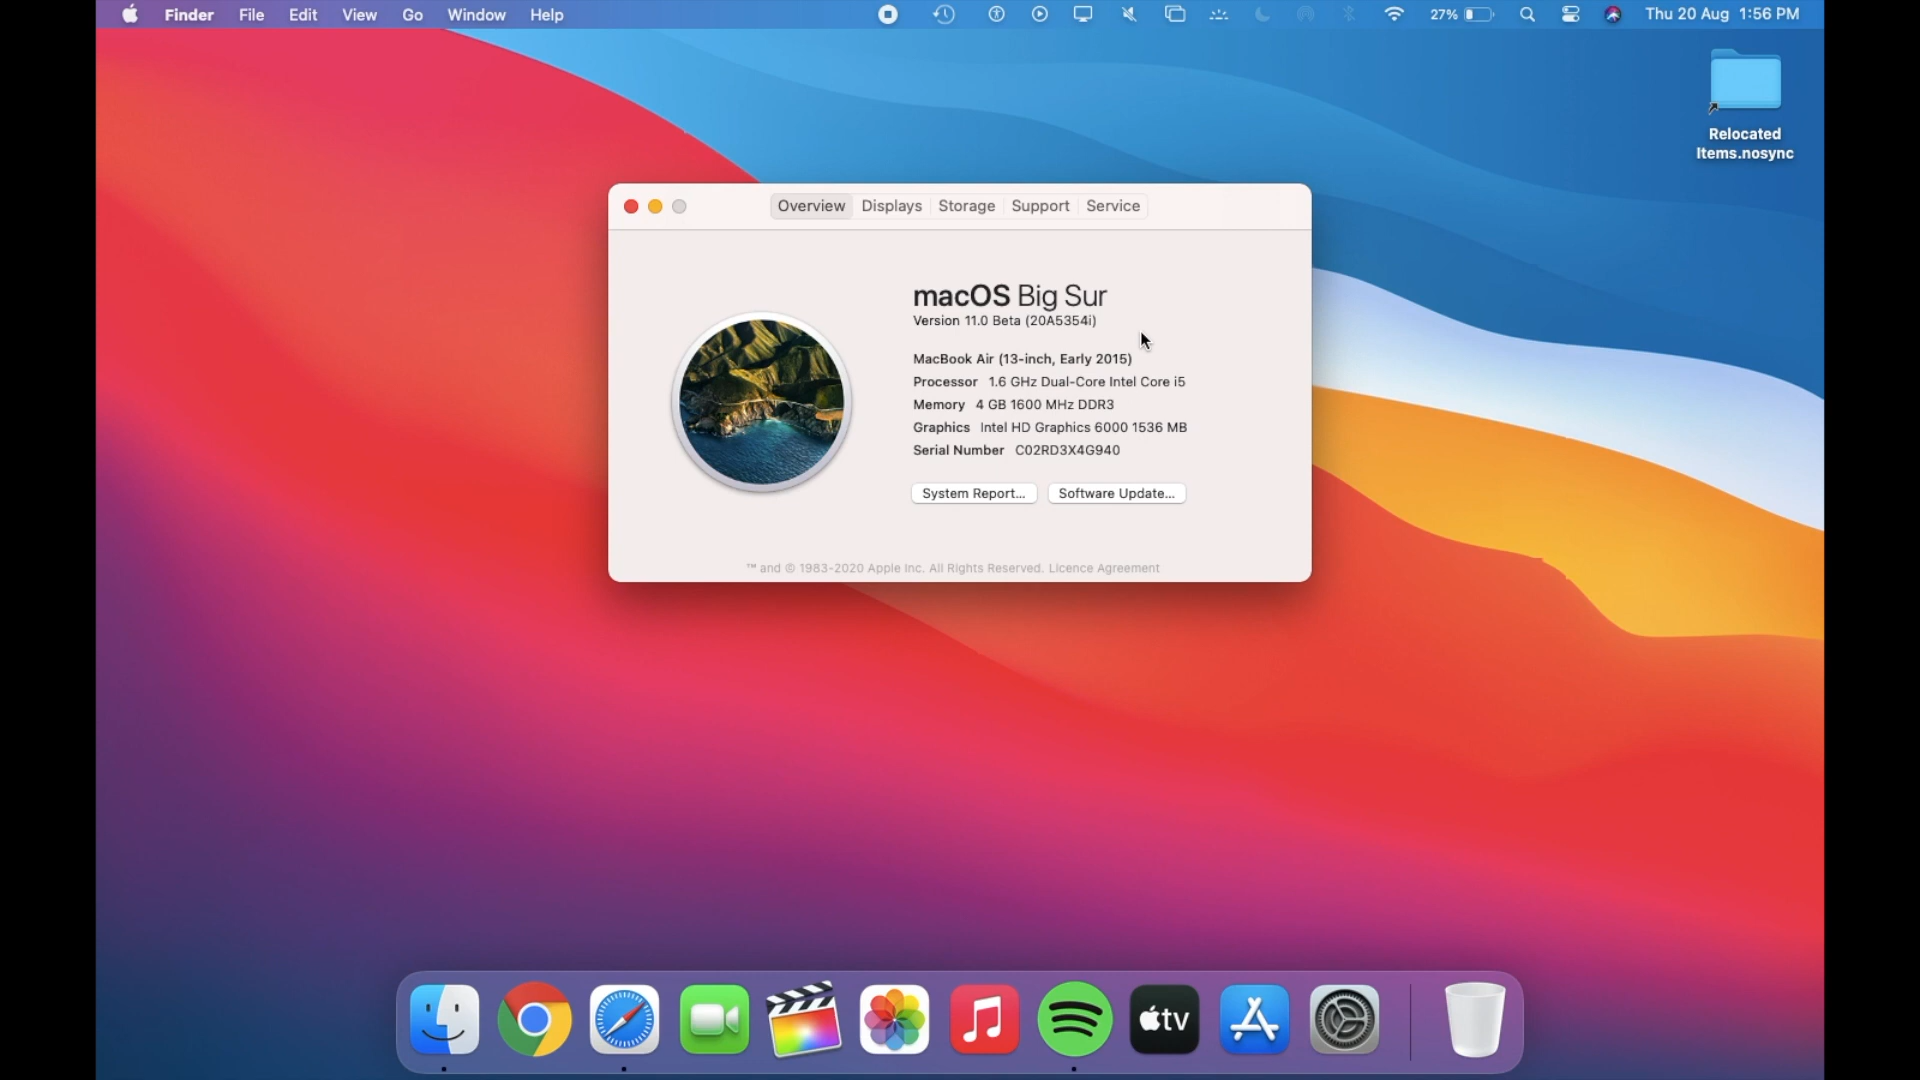 Finder File Edit View Go Window Help 27% Thu 20 Aug 1:56 PM
Relocated
Items.nosync
Overview Displays Storage Support Service
macOS Big Sur
Version 11.0 Beta (20A5354i)
MacBook Air (13-inch, Early 2015)
Processor 1.6 GHz Dual-Core Intel Core i5
Memory 4 GB 1600 MHz DDR3
Graphics Intel HD Graphics 6000 1536 MB
Serial Number C02RD3X4G940
System Report... Software Update...
™ and © 1983-2020 Apple Inc. All Rights Reserved. Licence Agreement
tv